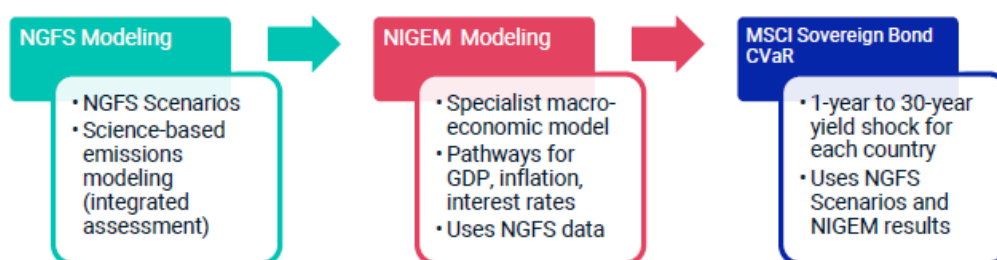 NGFS Modeling
• NGFS Scenarios
• Science-based
emissions
modeling
(integrated
assessment)
NIGEM Modeling
• Specialist macro-
economic model
• Pathways for
GDP, inflation,
interest rates
• Uses NGFS data
MSCI Sovereign Bond
CVaR
• 1-year to 30-year
yield shock for
each country
• Uses NGFS
Scenarios and
NIGEM results